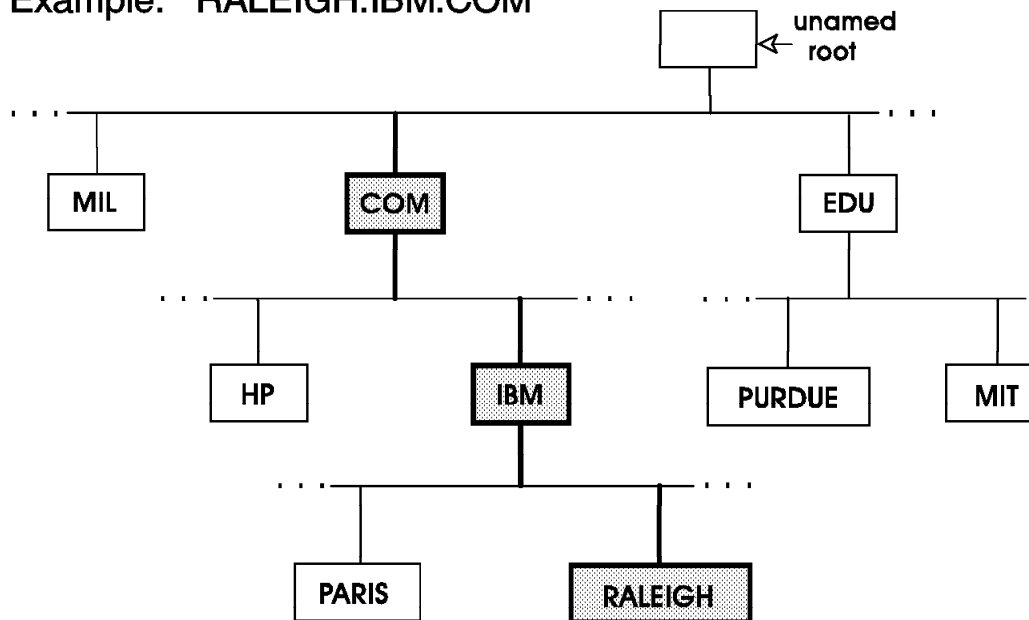 Example: RALEIGH.IBM.COM
unamed
root
MIL
COM
EDU
HP
IBM
PURDUE
MIT
PARIS
RALEIGH